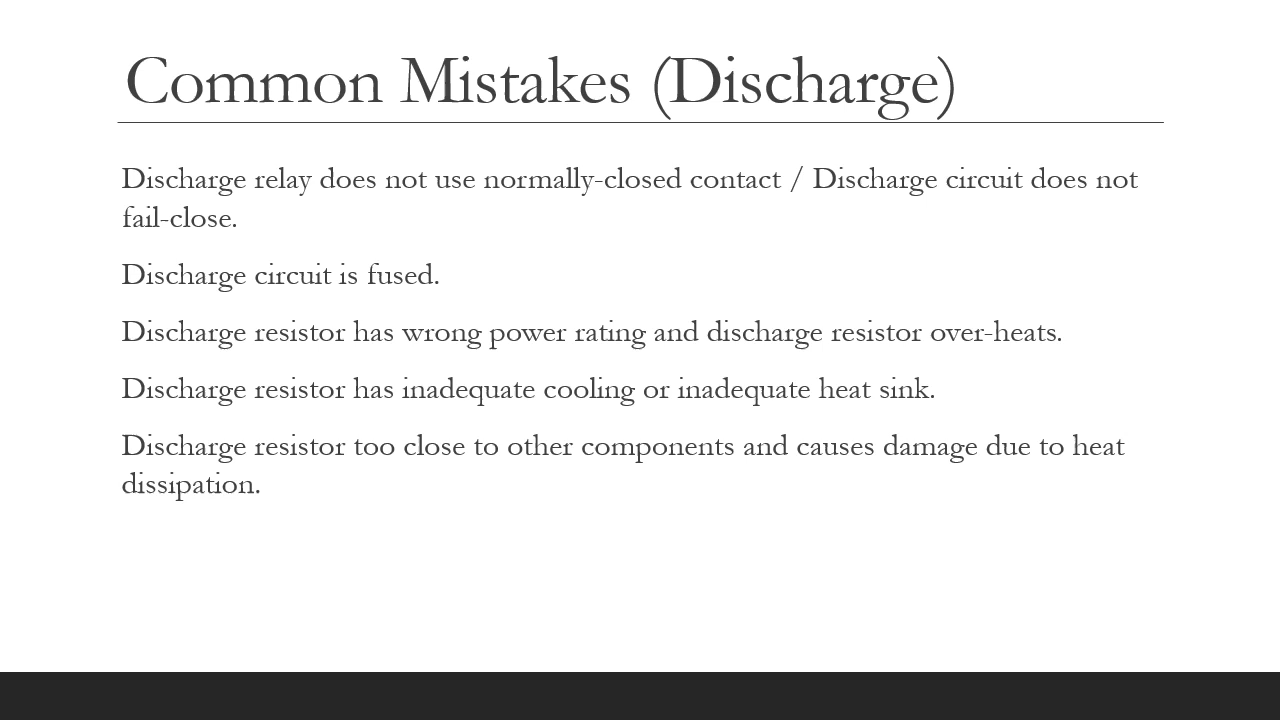 Common Mistakes (Discharge)
Discharge relay does not use normally-closed contact / Discharge circuit does not
fail-close.
Discharge circuit is fused.
Discharge resistor has wrong power rating and discharge resistor over-heats.
Discharge resistor has inadequate cooling or inadequate heat sink.
Discharge resistor too close to other components and causes damage due to heat
dissipation.